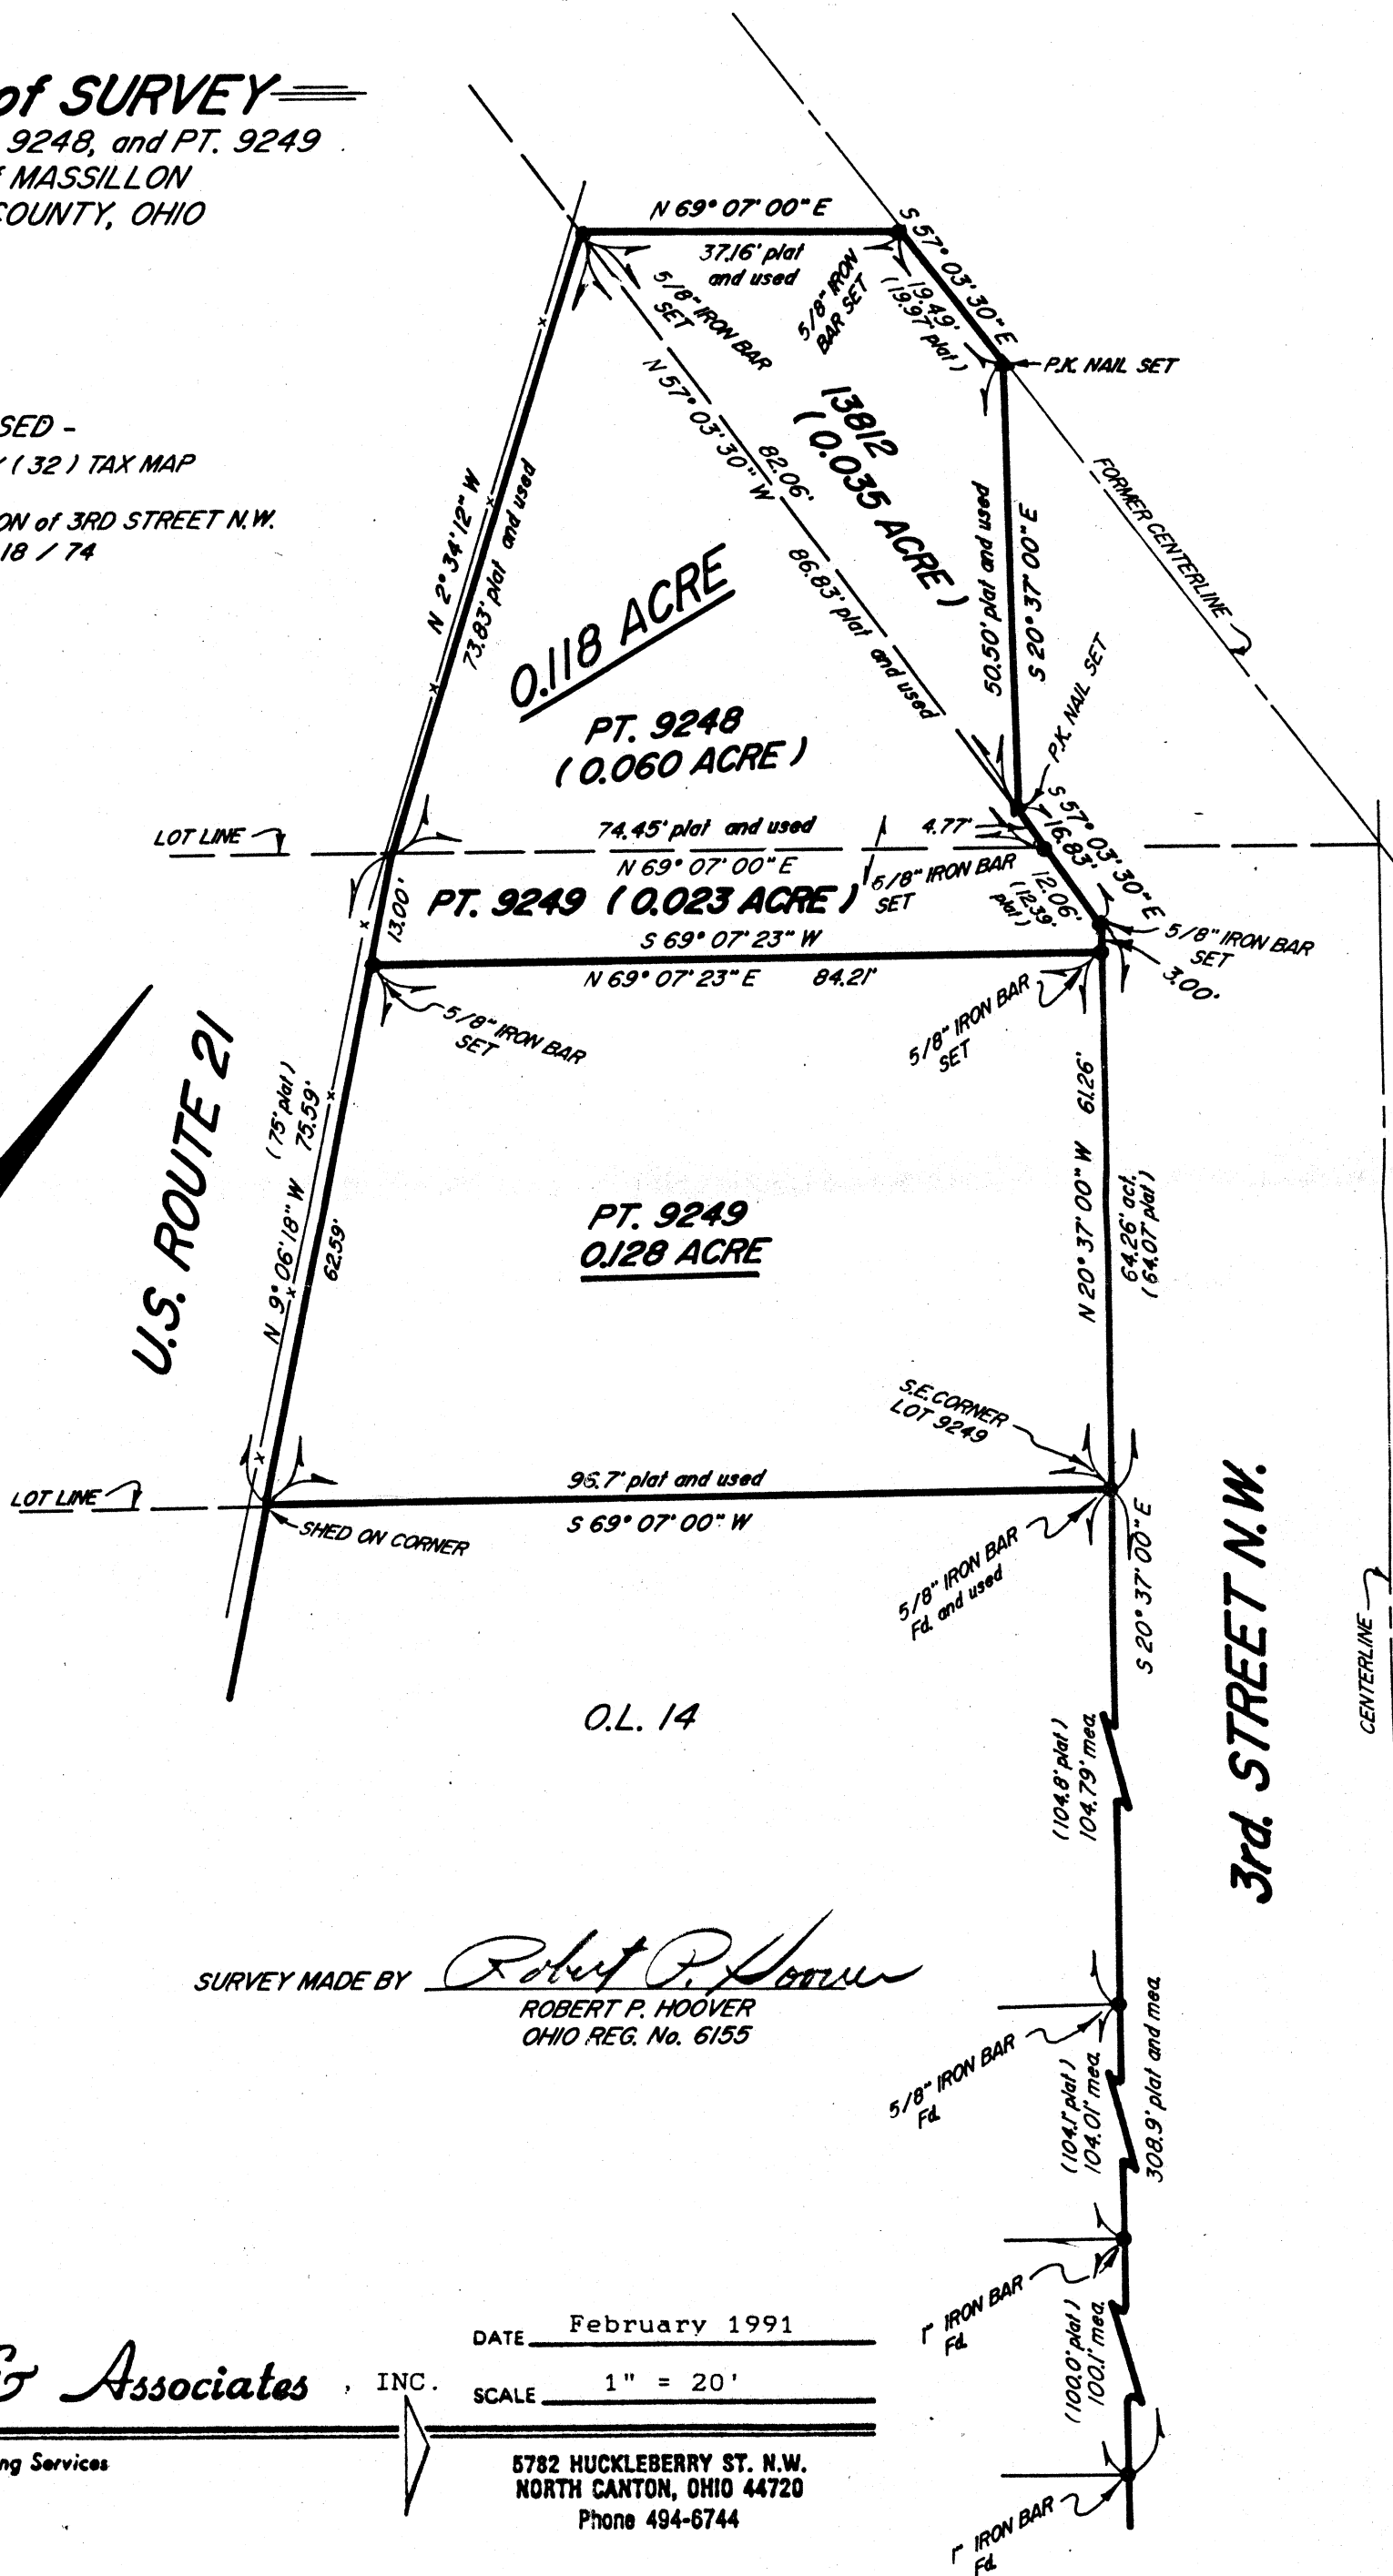 of SURVEY
9248, and PT. 9249
MASSILLON
COUNTY, OHIO
SED -
(32) TAX MAP
ON of 3RD STREET N.W.
18 / 74
N 69° 07' 00" E
37.16' plat
and used
5/8" IRON BAR
SET
5/8" IRON
BAR SET
S 57° 03' 30" E
19.49'
(19.97' plat)
P.K. NAIL SET
N 57° 03' 30" W
82.06'
86.83' plat and used
13812
(0.035 ACRE)
50.50' plat and used
S 20° 37' 00" E
FORMER CENTERLINE
N 2° 34' 12" W
73.83' plat and used
0.118 ACRE
PT. 9248
(0.060 ACRE)
P.K. NAIL SET
LOT LINE
74.45' plat and used
4.77'
N 69° 07' 00" E
S 57° 03' 30" E
16.83'
12.06'
(12.39'
plat)
5/8" IRON BAR
SET
13.00'
PT. 9249 (0.023 ACRE)
S 69° 07' 23" W
N 69° 07' 23" E 84.21'
5/8" IRON BAR
SET
3.00'
5/8" IRON BAR
SET
5/8" IRON BAR
SET
U.S. ROUTE 21
(75' plat)
N 9° 06' 18" W 75.59'
62.59'
N 20° 37' 00" W 61.26'
64.26' act.
(64.07' plat)
PT. 9249
0.128 ACRE
S.E. CORNER
LOT 9249
LOT LINE
96.7' plat and used
S 69° 07' 00" W
SHED ON CORNER
5/8" IRON BAR
Fd. and used
S 20° 37' 00" E
3rd. STREET N.W.
CENTERLINE
O.L. 14
(104.8' plat)
104.79' mea.
SURVEY MADE BY Robert P. Hoover
ROBERT P. HOOVER
OHIO REG. No. 6155
5/8" IRON BAR
Fd.
(104.1' plat)
104.01' mea.
308.9' plat and mea.
1" IRON BAR
Fd.
(100.0' plat)
100.1' mea.
1" IRON BAR
Fd.
& Associates, INC.
ng Services
DATE February 1991
SCALE 1" = 20'
5782 HUCKLEBERRY ST. N.W.
NORTH CANTON, OHIO 44720
Phone 494-6744